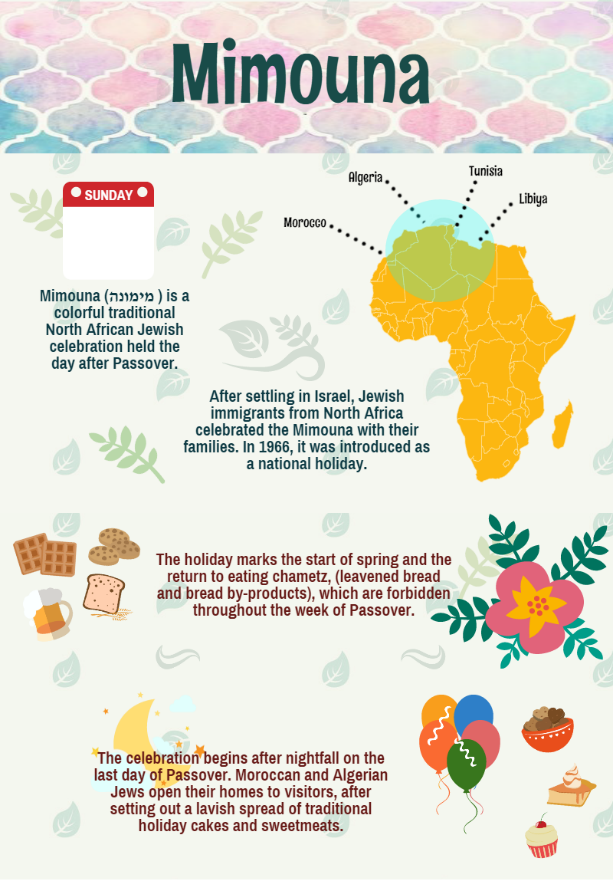 Mimouna
SUNDAY
Algeria
Tunisia
Libiya
Morocco
Mimouna (מימונה ) is a
colorful traditional
North African Jewish
celebration held the
day after Passover.
After settling in Israel, Jewish
immigrants from North Africa
celebrated the Mimouna with their
families. In 1966, it was introduced as
a national holiday.
The holiday marks the start of spring and the
return to eating chametz, (leavened bread
and bread by-products), which are forbidden
throughout the week of Passover.
The celebration begins after nightfall on the
last day of Passover. Moroccan and Algerian
Jews open their homes to visitors, after
setting out a lavish spread of traditional
holiday cakes and sweetmeats.